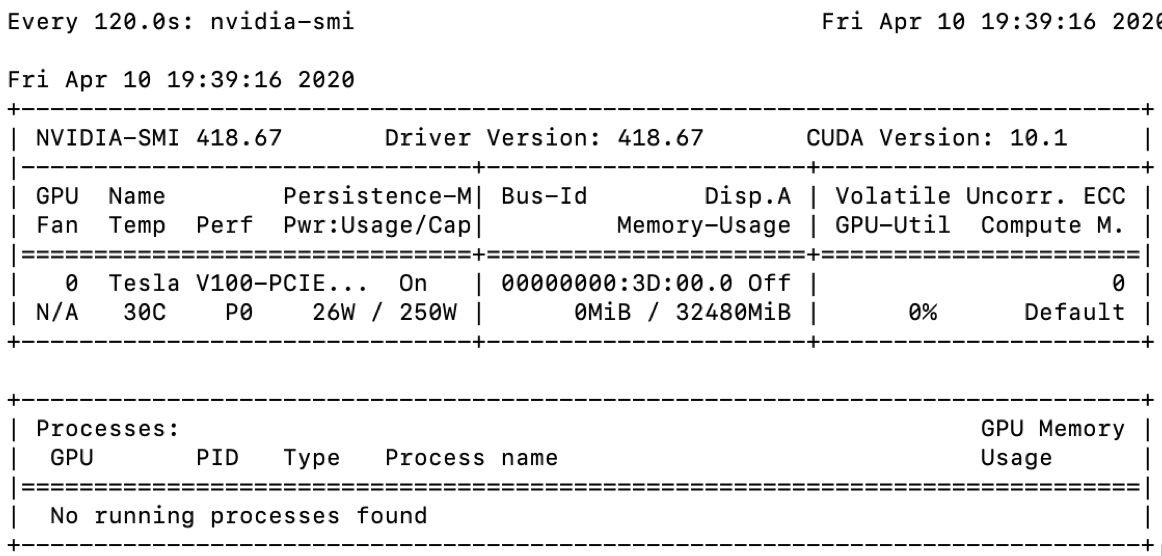 Every 120.0s: nvidia-smi Fri Apr 10 19:39:16 2020
Fri Apr 10 19:39:16 2020
+-----------------------------------------------------------------------------+
| NVIDIA-SMI 418.67       Driver Version: 418.67       CUDA Version: 10.1     |
|-------------------------------+----------------------+----------------------+
| GPU  Name        Persistence-M| Bus-Id        Disp.A | Volatile Uncorr. ECC |
| Fan  Temp  Perf  Pwr:Usage/Cap|         Memory-Usage | GPU-Util  Compute M. |
|===============================+======================+======================|
|   0  Tesla V100-PCIE...  On   | 00000000:3D:00.0 Off |                    0 |
| N/A   30C    P0    26W / 250W |      0MiB / 32480MiB |      0%      Default |
+-------------------------------+----------------------+----------------------+
+-----------------------------------------------------------------------------+
| Processes:                                                       GPU Memory |
|  GPU       PID   Type   Process name                             Usage      |
|=============================================================================|
|  No running processes found                                                 |
+-----------------------------------------------------------------------------+